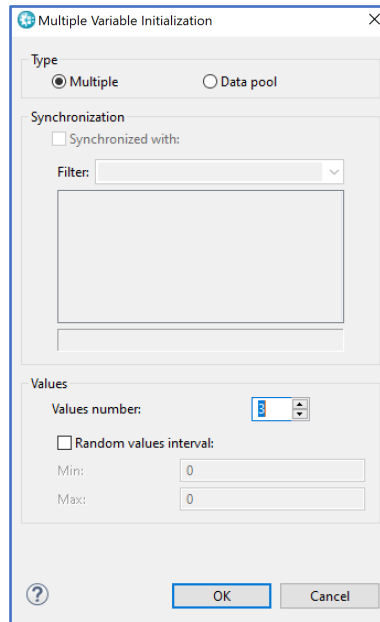 Multiple Variable Initialization
Type
Multiple Data pool
Synchronization
Synchronized with:
Filter:
Values
Values number: 3
Random values interval:
Min: 0
Max: 0
? OK Cancel